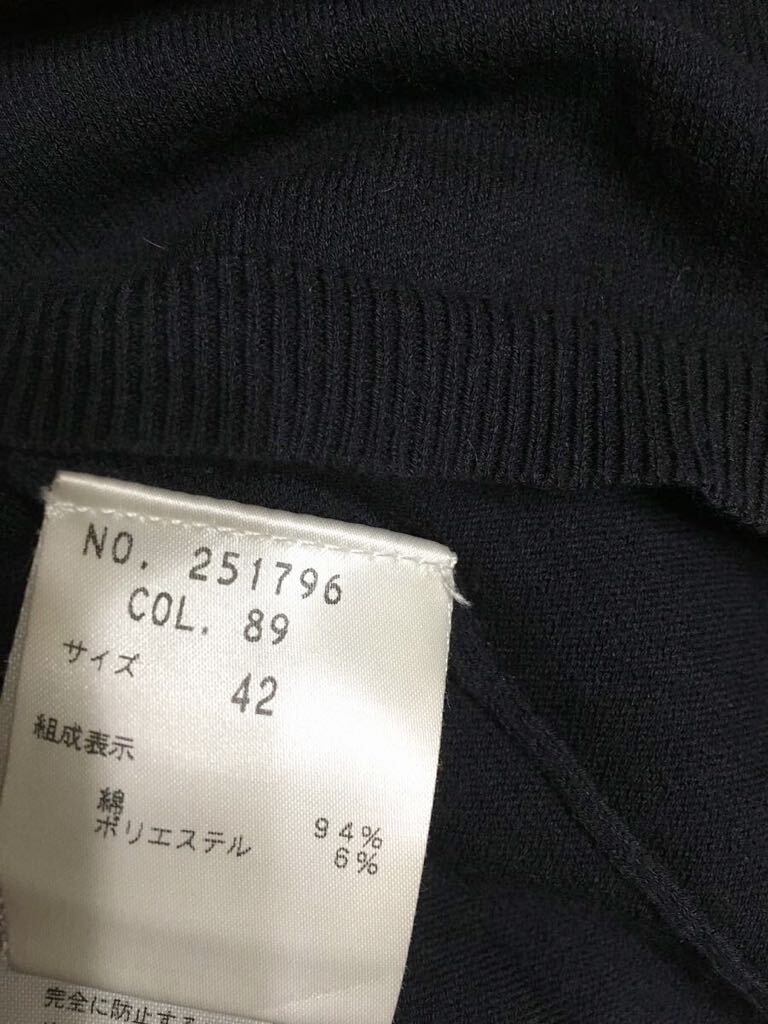 NO. 251796
COL. 89
サイズ 42
組成表示
綿 94%
ポリエステル 6%
完全に防止する